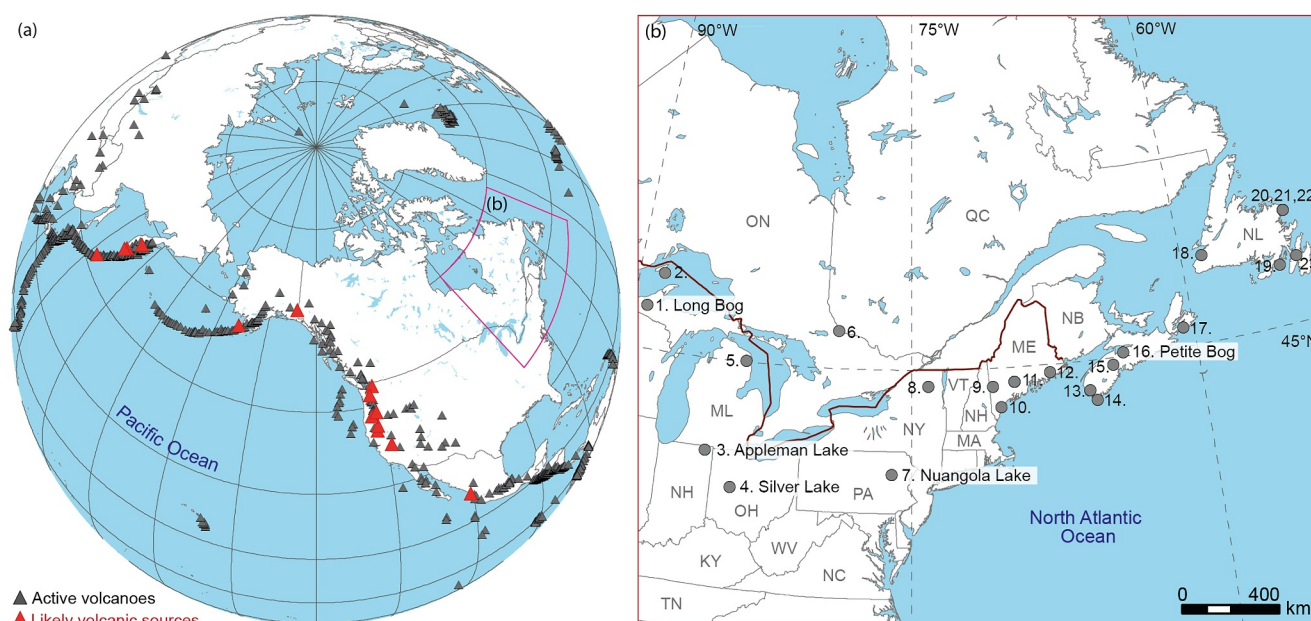 (a)
(b)
Pacific Ocean
Active volcanoes
Likely volcanic sources
(b)
90°W
75°W
60°W
ON
QC
20,21,22
NL
18.
19.
2.
1. Long Bog
6.
NB
17.
ME
16. Petite Bog
45°N
5.
15.
8.
VT
9.
11.
12.
13.
14.
ML
NH
10.
NY
MA
3. Appleman Lake
7. Nuangola Lake
NH
4. Silver Lake
PA
OH
North Atlantic
Ocean
KY
WV
NC
TN
0
400
km